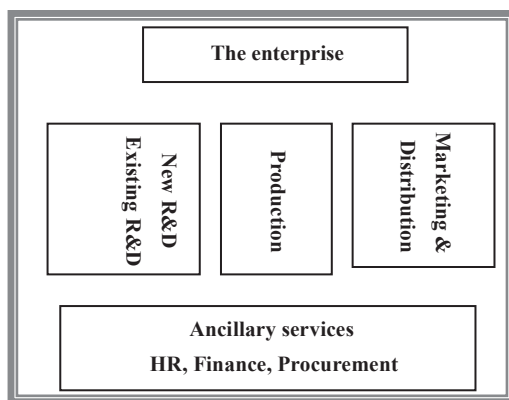 The enterprise
New R&D
Existing R&D
Production
Marketing &
Distribution
Ancillary services
HR, Finance, Procurement